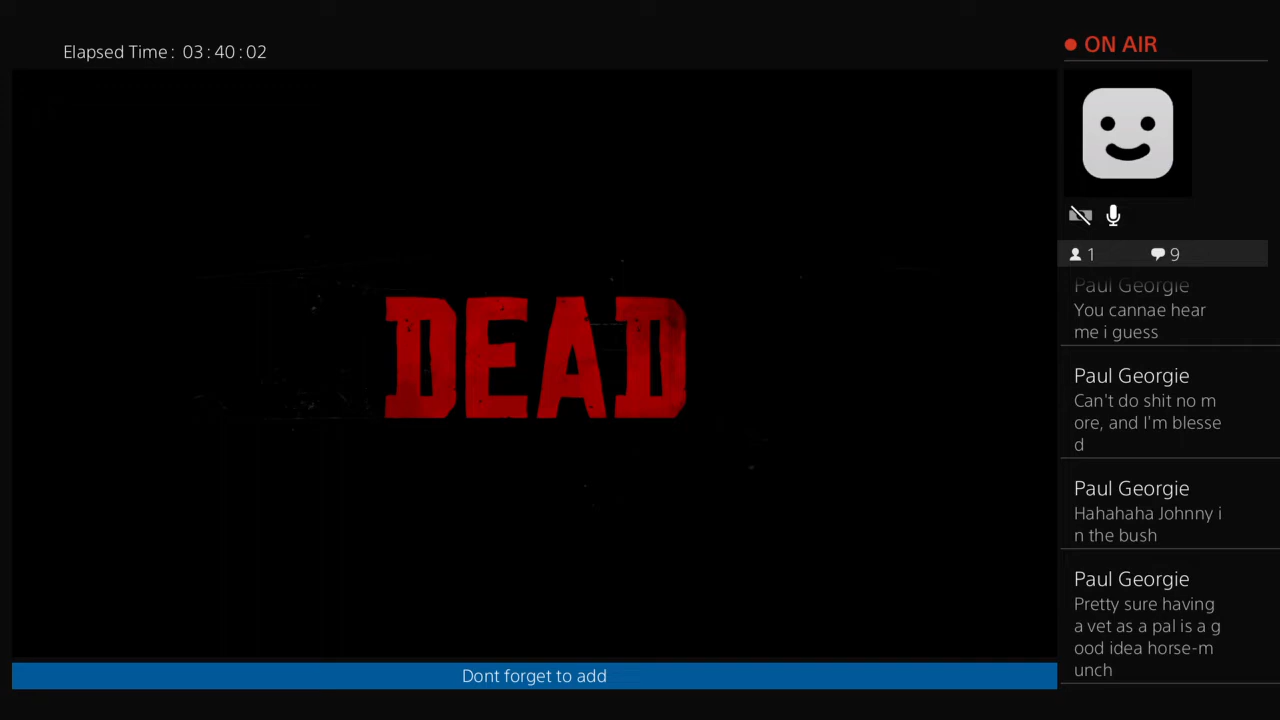 Elapsed Time: 03:40:02
ON AIR
1 9
Paul Georgie
You cannae hear
me i guess
Paul Georgie
Can't do shit no m
ore, and I'm blesse
d
Paul Georgie
Hahahaha Johnny i
n the bush
Paul Georgie
Pretty sure having
a vet as a pal is a g
ood idea horse-m
unch
DEAD
Dont forget to add